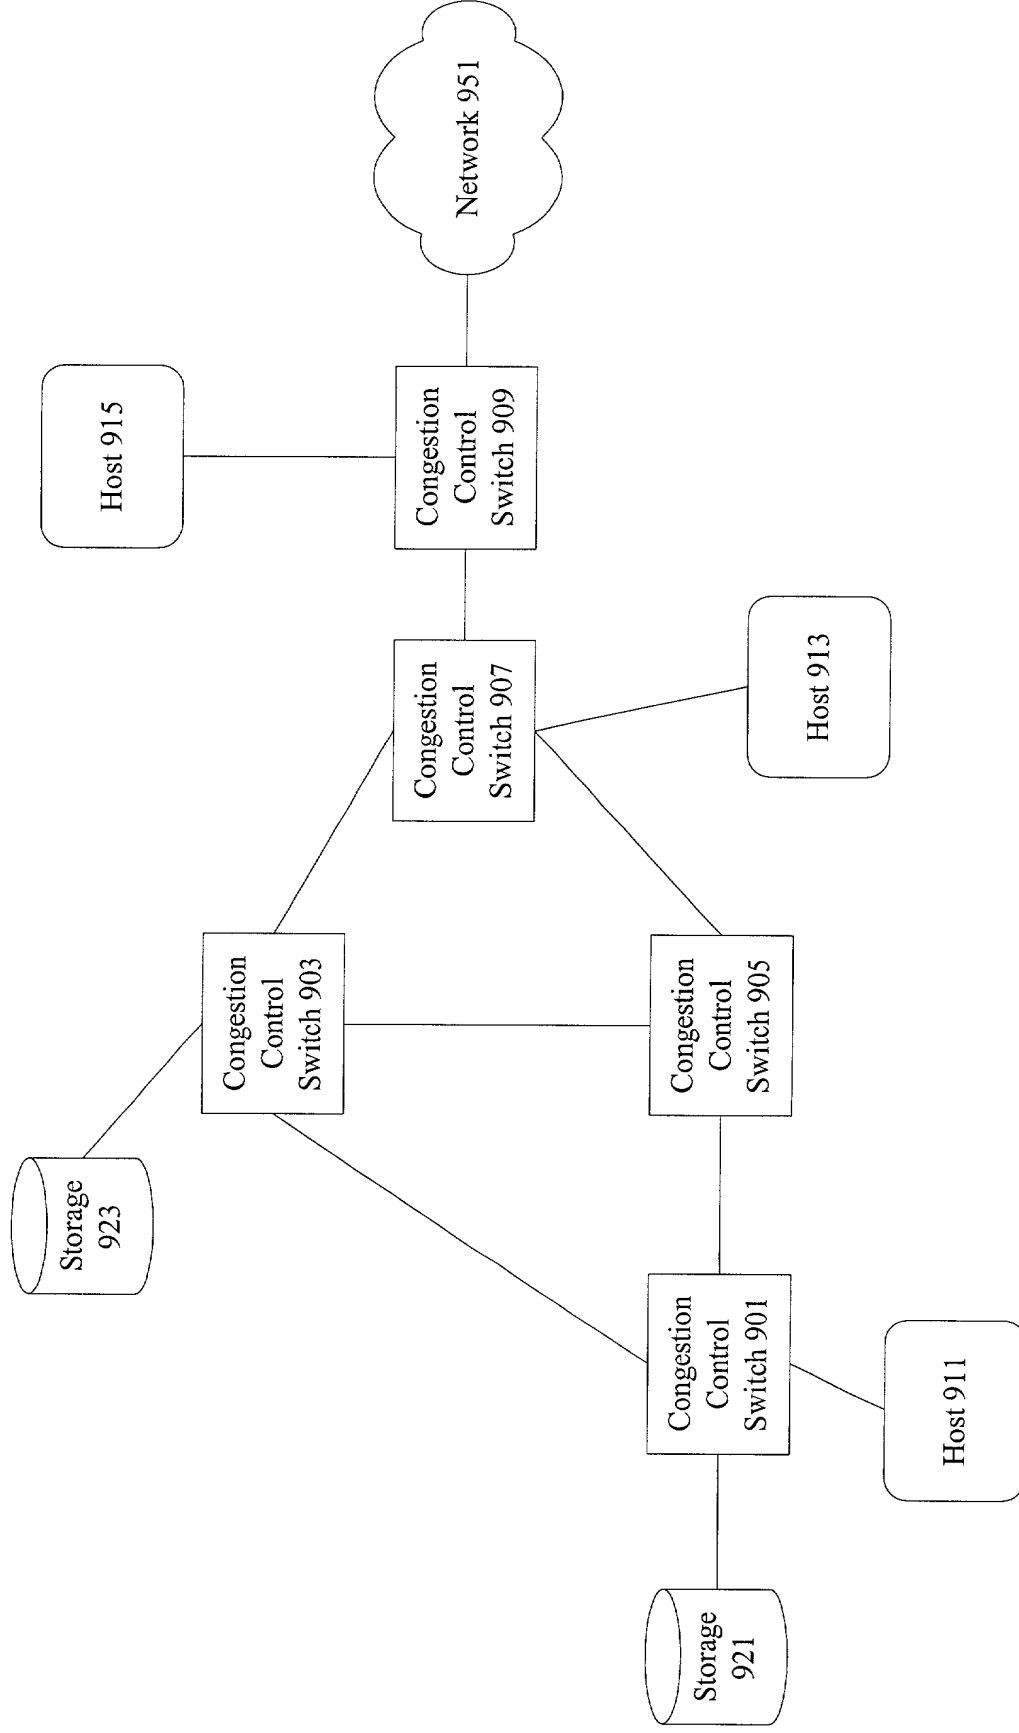 Storage
923
Host 915
Congestion
Control
Switch 903
Congestion
Control
Switch 907
Congestion
Control
Switch 909
Network 951
Storage
921
Congestion
Control
Switch 901
Congestion
Control
Switch 905
Host 913
Host 911